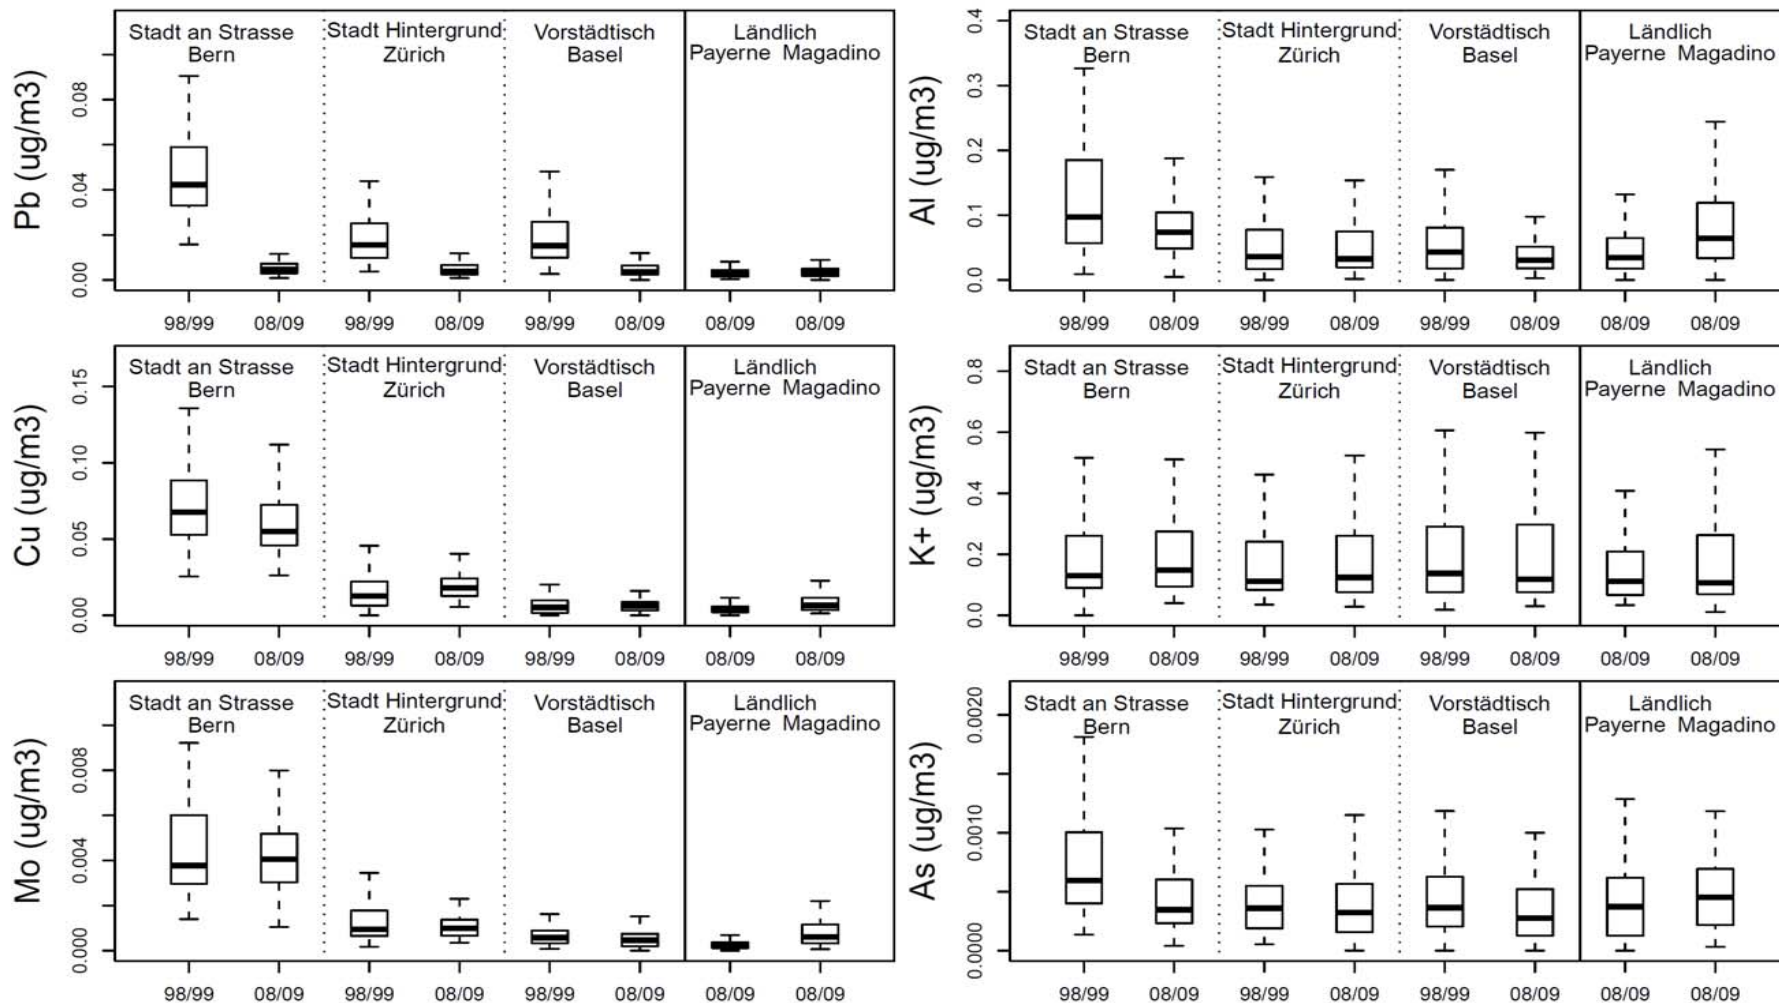 Pb (ug/m3)
0.08
0.04
0.00
Stadt an Strasse
Bern
Stadt Hintergrund
Zürich
Vorstädtisch
Basel
Ländlich
Payerne Magadino
98/99 08/09 98/99 08/09 98/99 08/09 08/09 08/09
Al (ug/m3)
0.4
0.3
0.2
0.1
0.0
Stadt an Strasse
Bern
Stadt Hintergrund
Zürich
Vorstädtisch
Basel
Ländlich
Payerne Magadino
98/99 08/09 98/99 08/09 98/99 08/09 08/09 08/09
Cu (ug/m3)
0.15
0.10
0.05
0.00
Stadt an Strasse
Bern
Stadt Hintergrund
Zürich
Vorstädtisch
Basel
Ländlich
Payerne Magadino
98/99 08/09 98/99 08/09 98/99 08/09 08/09 08/09
K+ (ug/m3)
0.8
0.6
0.4
0.2
0.0
Stadt an Strasse
Bern
Stadt Hintergrund
Zürich
Vorstädtisch
Basel
Ländlich
Payerne Magadino
98/99 08/09 98/99 08/09 98/99 08/09 08/09 08/09
Mo (ug/m3)
0.008
0.004
0.000
Stadt an Strasse
Bern
Stadt Hintergrund
Zürich
Vorstädtisch
Basel
Ländlich
Payerne Magadino
98/99 08/09 98/99 08/09 98/99 08/09 08/09 08/09
As (ug/m3)
0.0020
0.0010
0.0000
Stadt an Strasse
Bern
Stadt Hintergrund
Zürich
Vorstädtisch
Basel
Ländlich
Payerne Magadino
98/99 08/09 98/99 08/09 98/99 08/09 08/09 08/09